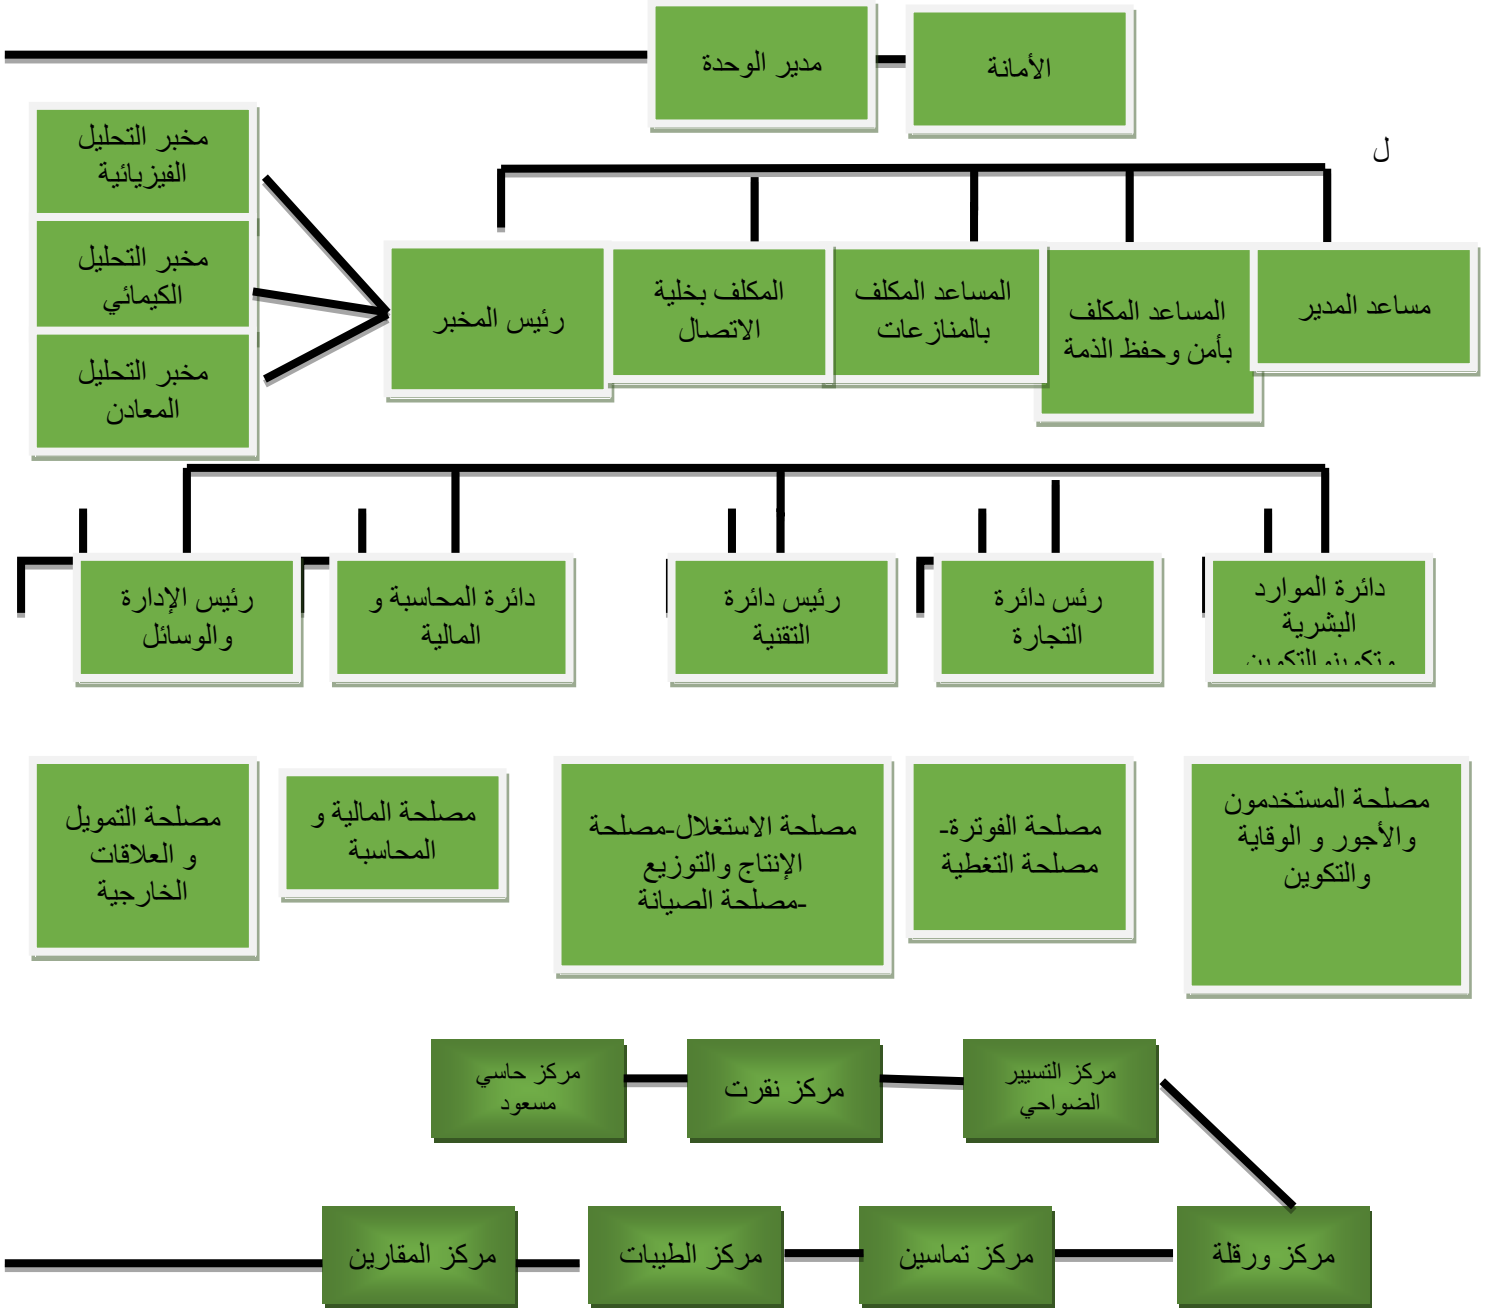 الأمانة
مدير الوحدة
ل
مخبر التحليل
الفيزيائية
مخبر التحليل
الكيمائي
مخبر التحليل
المعادن
مساعد المدير
المساعد المكلف
بأمن وحفظ الذمة
المساعد المكلف
بالمنازعات
المكلف بخلية
الاتصال
رئيس المخبر
دائرة الموارد
البشرية
وتكوينوالتكوين
رئس دائرة
التجارة
رئيس دائرة
التقنية
دائرة المحاسبة و
المالية
رئيس الإدارة
والوسائل
مصلحة المستخدمون
والأجور و الوقاية
والتكوين
مصلحة الفوترة-
مصلحة التغطية
مصلحة الاستغلال-مصلحة
الإنتاج والتوزيع
-مصلحة الصيانة
مصلحة المالية و
المحاسبة
مصلحة التمويل
و العلاقات
الخارجية
مركز التسيير
الضواحي
مركز نقرت
مركز حاسي
مسعود
مركز ورقلة
مركز تماسين
مركز الطيبات
مركز المقارين